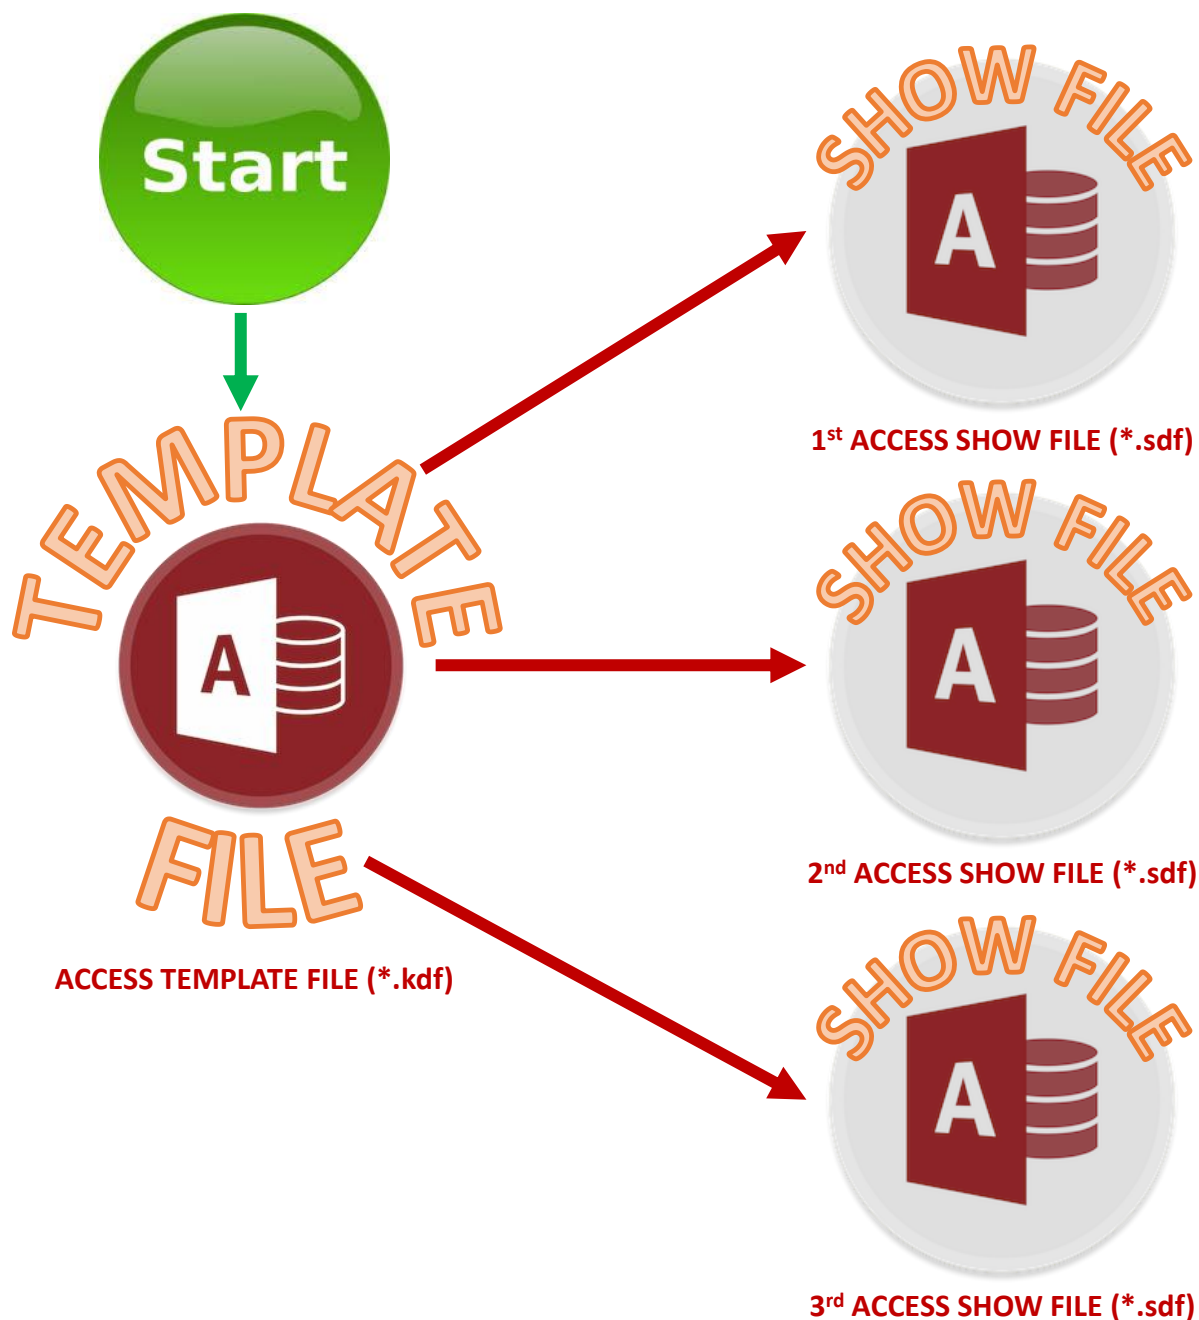 Start
TEMPLATE
A
FILE
ACCESS TEMPLATE FILE (*.kdf)
SHOW FILE
A
1st ACCESS SHOW FILE (*.sdf)
SHOW FILE
A
2nd ACCESS SHOW FILE (*.sdf)
SHOW FILE
A
3rd ACCESS SHOW FILE (*.sdf)